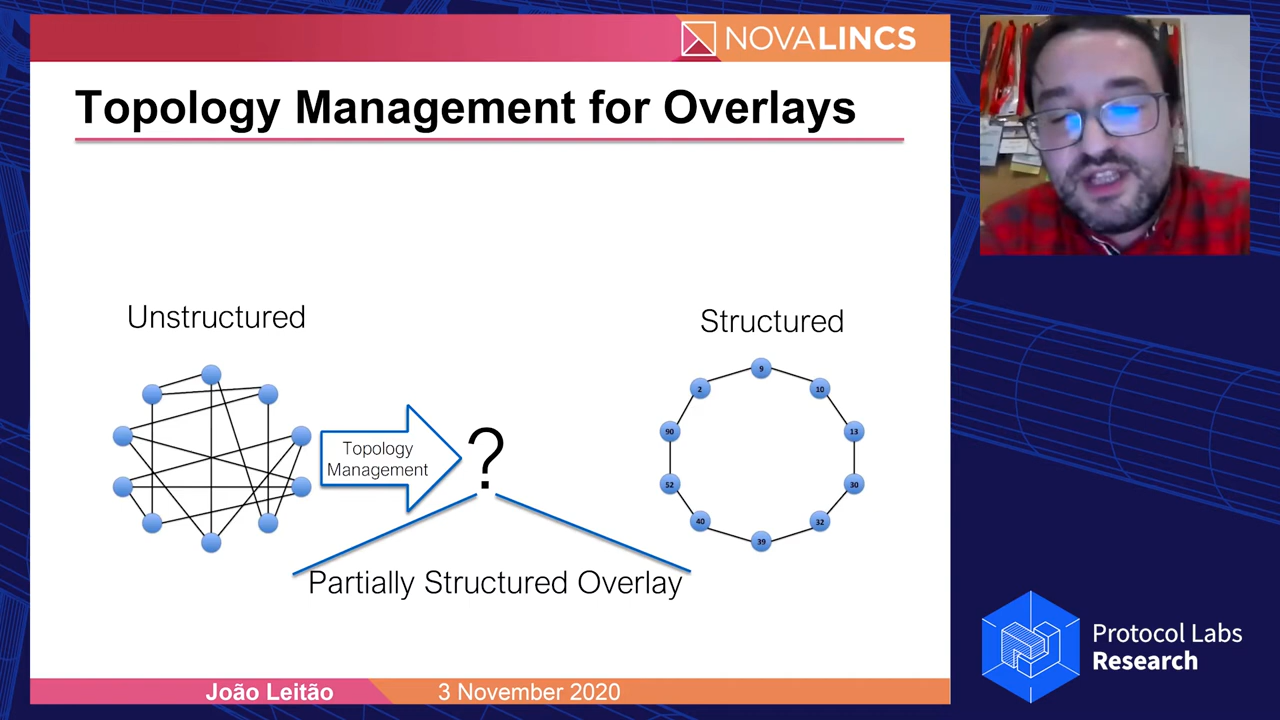 NOVALINCS
Topology Management for Overlays
Unstructured
Structured
9
2
10
90
13
52
30
40
32
39
Topology
Management
?
Partially Structured Overlay
João Leitão
3 November 2020
Protocol Labs
Research